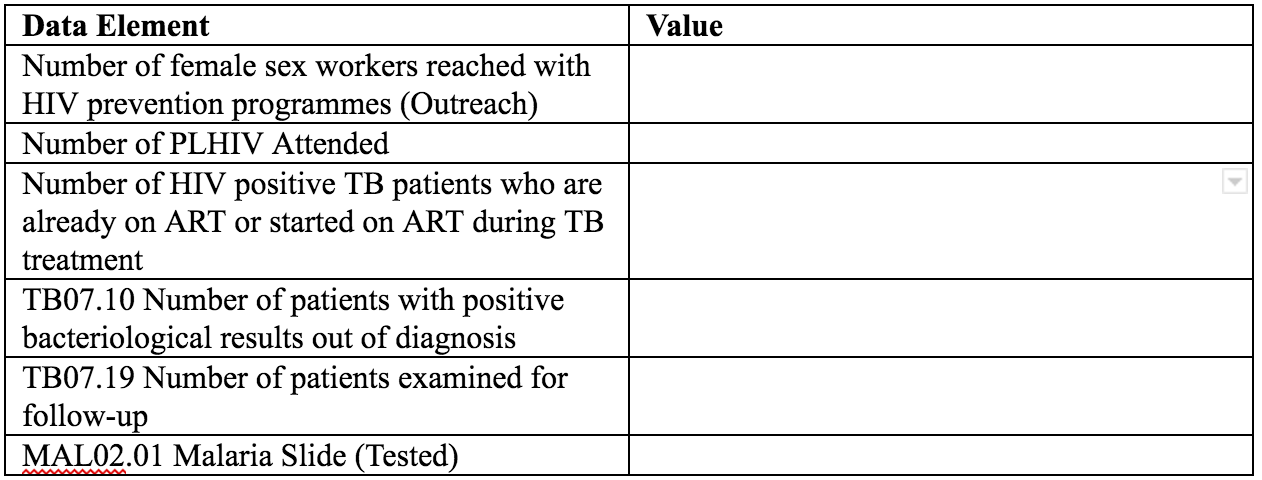 Data Element Value
Number of female sex workers reached with
HIV prevention programmes (Outreach)
Number of PLHIV Attended
Number of HIV positive TB patients who are
already on ART or started on ART during TB
treatment
TB07.10 Number of patients with positive
bacteriological results out of diagnosis
TB07.19 Number of patients examined for
follow-up
MAL02.01 Malaria Slide (Tested)